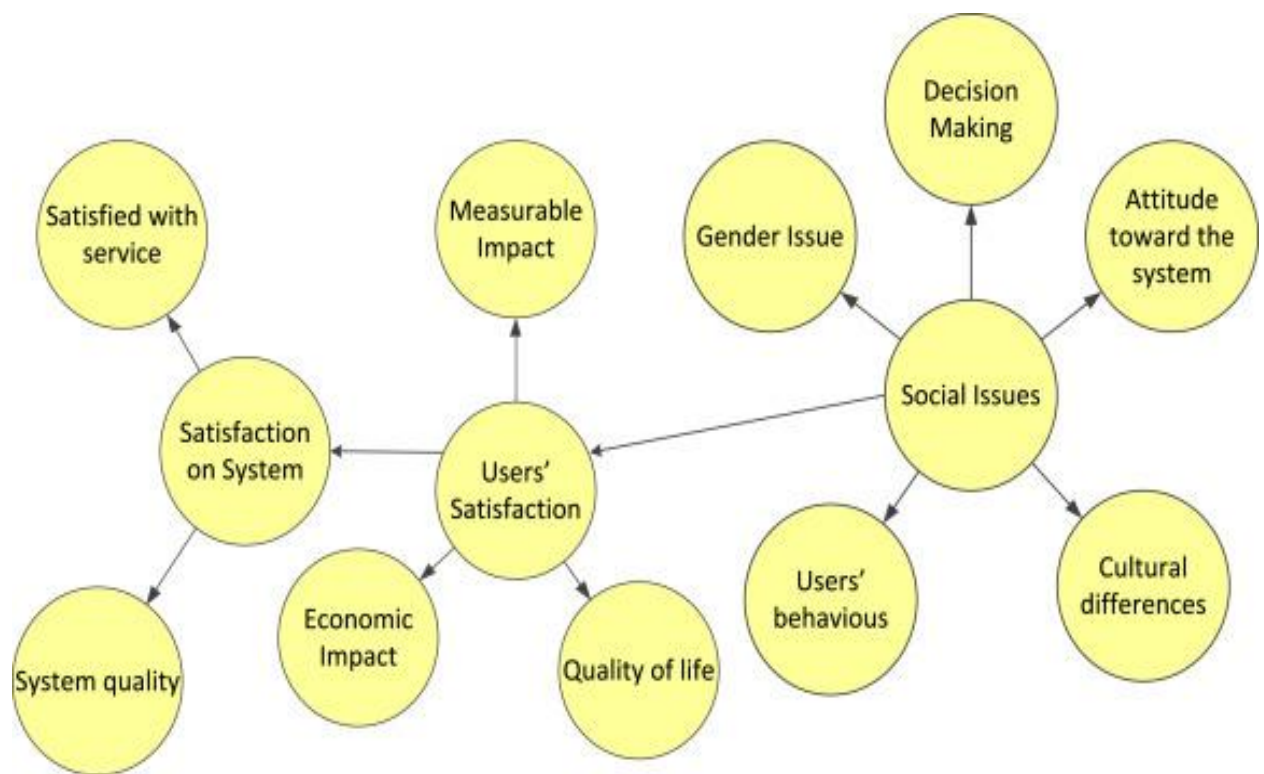 Decision
Making
Satisfied with
service
Measurable
Impact
Gender Issue
Attitude
toward the
system
Social Issues
Satisfaction
on System
Users'
Satisfaction
Economic
Impact
Quality of life
Users'
behavious
Cultural
differences
System quality